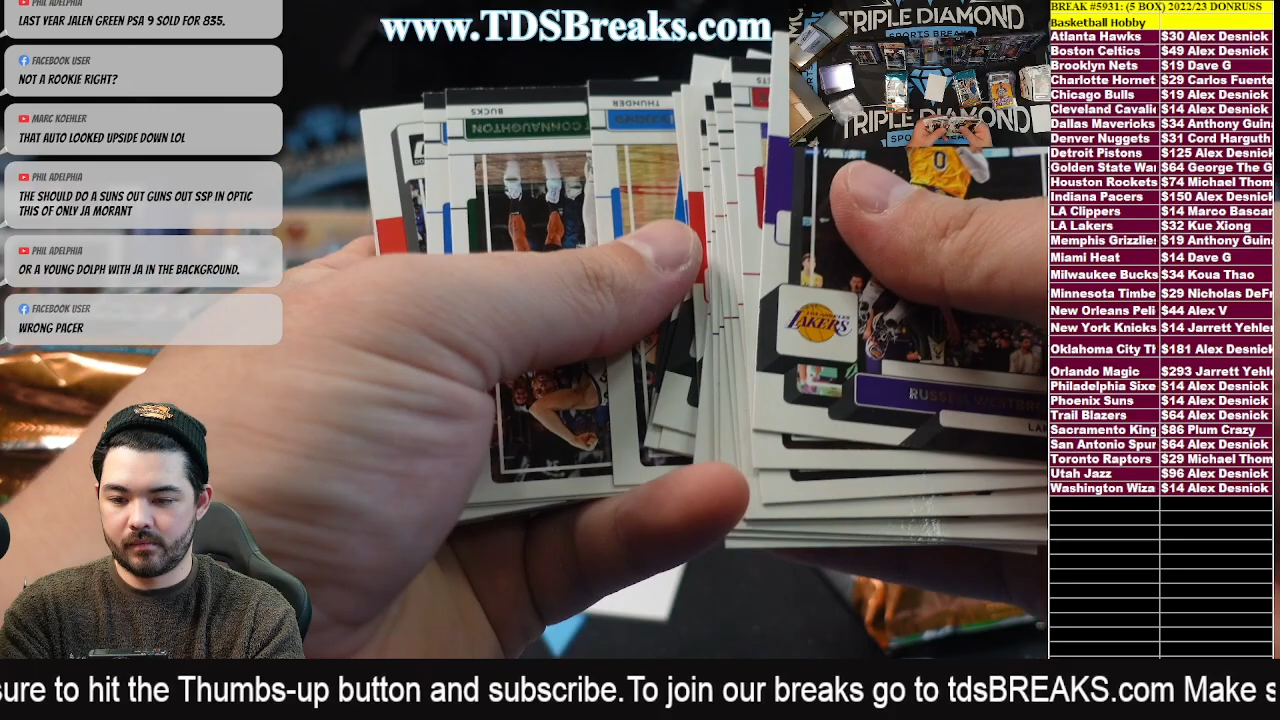 PHIL ADELPHIA
LAST YEAR JALEN GREEN PSA 9 SOLD FOR 835.
FACEBOOK USER
NOT A ROOKIE RIGHT?
MARC KOEHLER
THAT AUTO LOOKED UPSIDE DOWN LOL
PHIL ADELPHIA
THE SHOULD DO A SUNS OUT GUNS OUT SSP IN OPTIC
THIS OF ONLY JA MORANT
PHIL ADELPHIA
OR A YOUNG DOLPH WITH JA IN THE BACKGROUND.
FACEBOOK USER
WRONG PACER
www.TDSBreaks.com
TRIPLE DIAMOND
SPORTS BREAKS
TRIPLE DIAMOND
BUCKS
CONNAUGHTON
THUNDER
LAKERS
BREAK #5931: (5 BOX) 2022/23 DONRUSS
Basketball Hobby
Atlanta Hawks $30 Alex Desnick
Boston Celtics $49 Alex Desnick
Brooklyn Nets $19 Dave G
Charlotte Hornet $29 Carlos Fuente
Chicago Bulls $19 Alex Desnick
Cleveland Cavalie $14 Alex Desnick
Dallas Mavericks $34 Anthony Guin
Denver Nuggets $31 Cord Harguth
Detroit Pistons $125 Alex Desnick
Golden State War $64 George The G
Houston Rockets $74 Michael Thom
Indiana Pacers $150 Alex Desnick
LA Clippers $14 Marco Bascar
LA Lakers $32 Kue Xiong
Memphis Grizzlies $19 Anthony Guin
Miami Heat $14 Dave G
Milwaukee Bucks $34 Koua Thao
Minnesota Timbe $29 Nicholas DeFr
New Orleans Peli $44 Alex V
New York Knicks $14 Jarrett Yehle
Oklahoma City Th $181 Alex Desnick
Orlando Magic $293 Jarrett Yehl
Philadelphia Sixe $14 Alex Desnick
Phoenix Suns $14 Alex Desnick
Trail Blazers $64 Alex Desnick
Sacramento King $86 Plum Crazy
San Antonio Spur $64 Alex Desnick
Toronto Raptors $29 Michael Thom
Utah Jazz $96 Alex Desnick
Washington Wiza $14 Alex Desnick
sure to hit the Thumbs-up button and subscribe.To join our breaks go to tdsBREAKS.com Make s